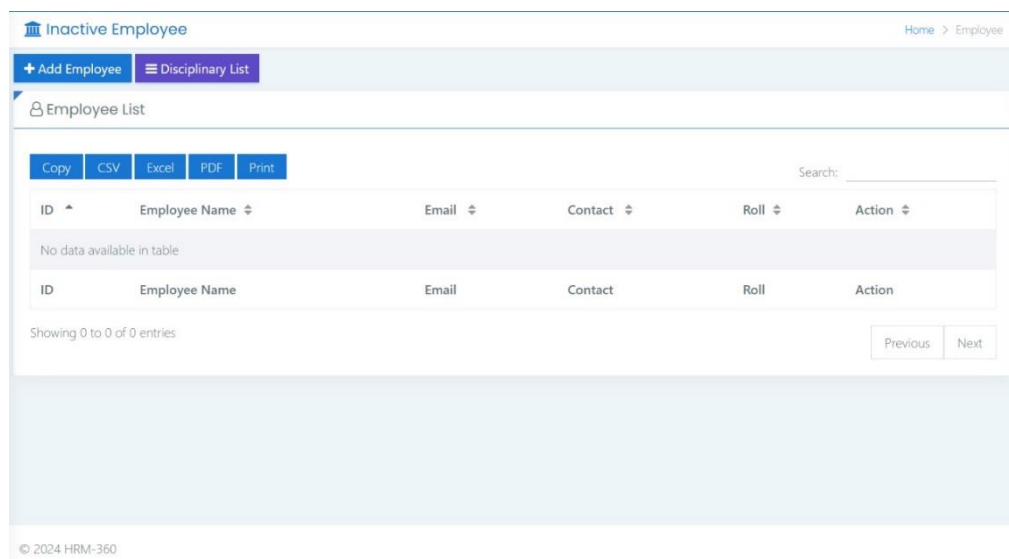 Inactive Employee Home > Employee
+ Add Employee Disciplinary List
Employee List
Copy CSV Excel PDF Print Search:
ID Employee Name Email Contact Roll Action
No data available in table
ID Employee Name Email Contact Roll Action
Showing 0 to 0 of 0 entries
Previous Next
© 2024 HRM-360